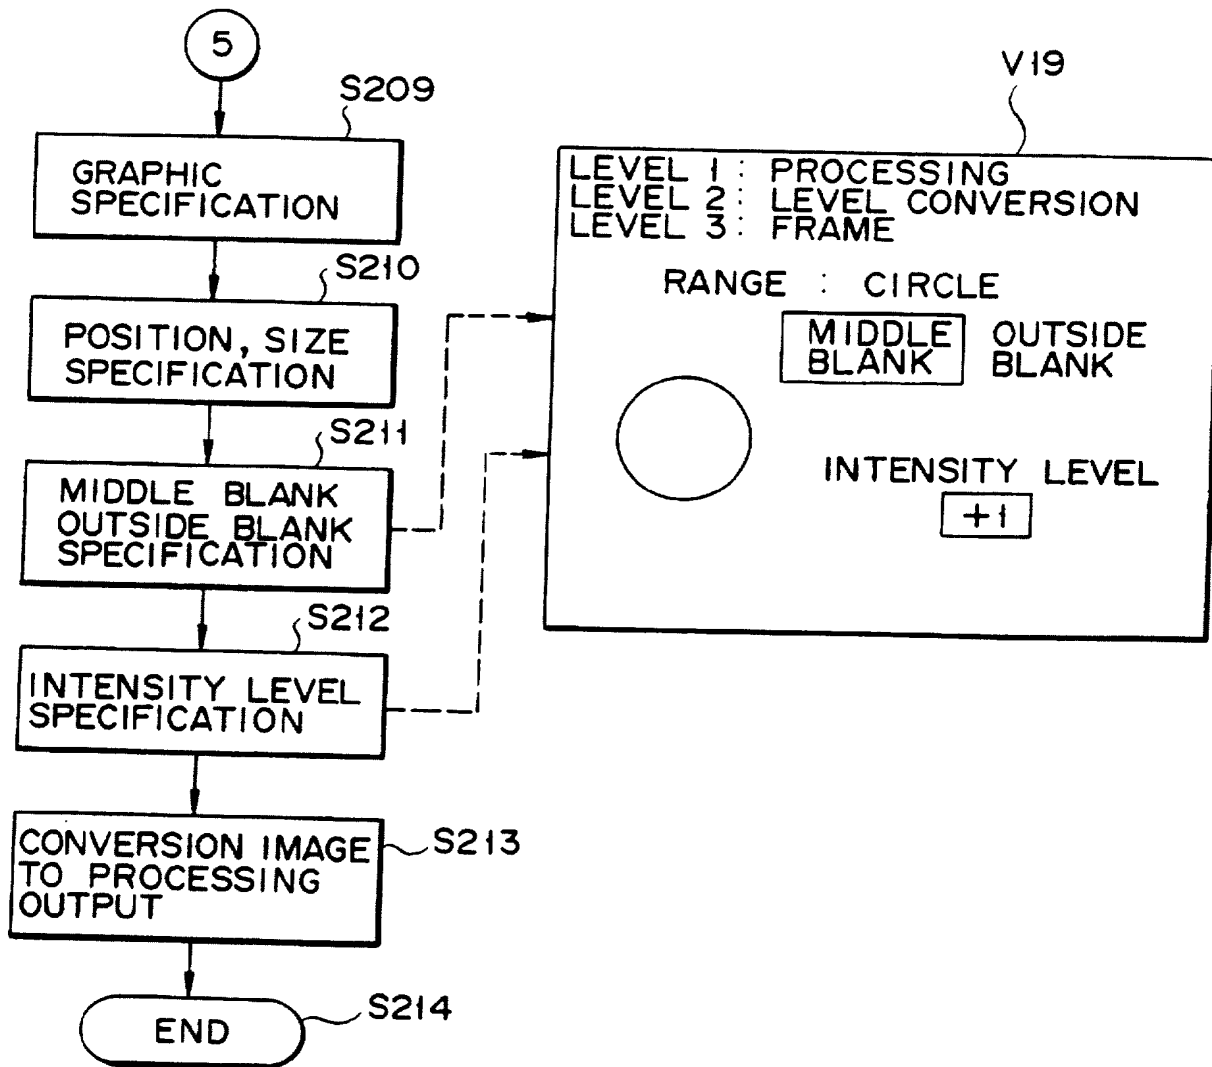 5
S209
GRAPHIC
SPECIFICATION
S210
POSITION, SIZE
SPECIFICATION
S211
MIDDLE BLANK
OUTSIDE BLANK
SPECIFICATION
S212
INTENSITY LEVEL
SPECIFICATION
CONVERSION IMAGE
TO PROCESSING
OUTPUT
S213
END
S214
V19
LEVEL 1 : PROCESSING
LEVEL 2 : LEVEL CONVERSION
LEVEL 3 : FRAME
RANGE : CIRCLE
MIDDLE
BLANK
OUTSIDE
BLANK
INTENSITY LEVEL
+1